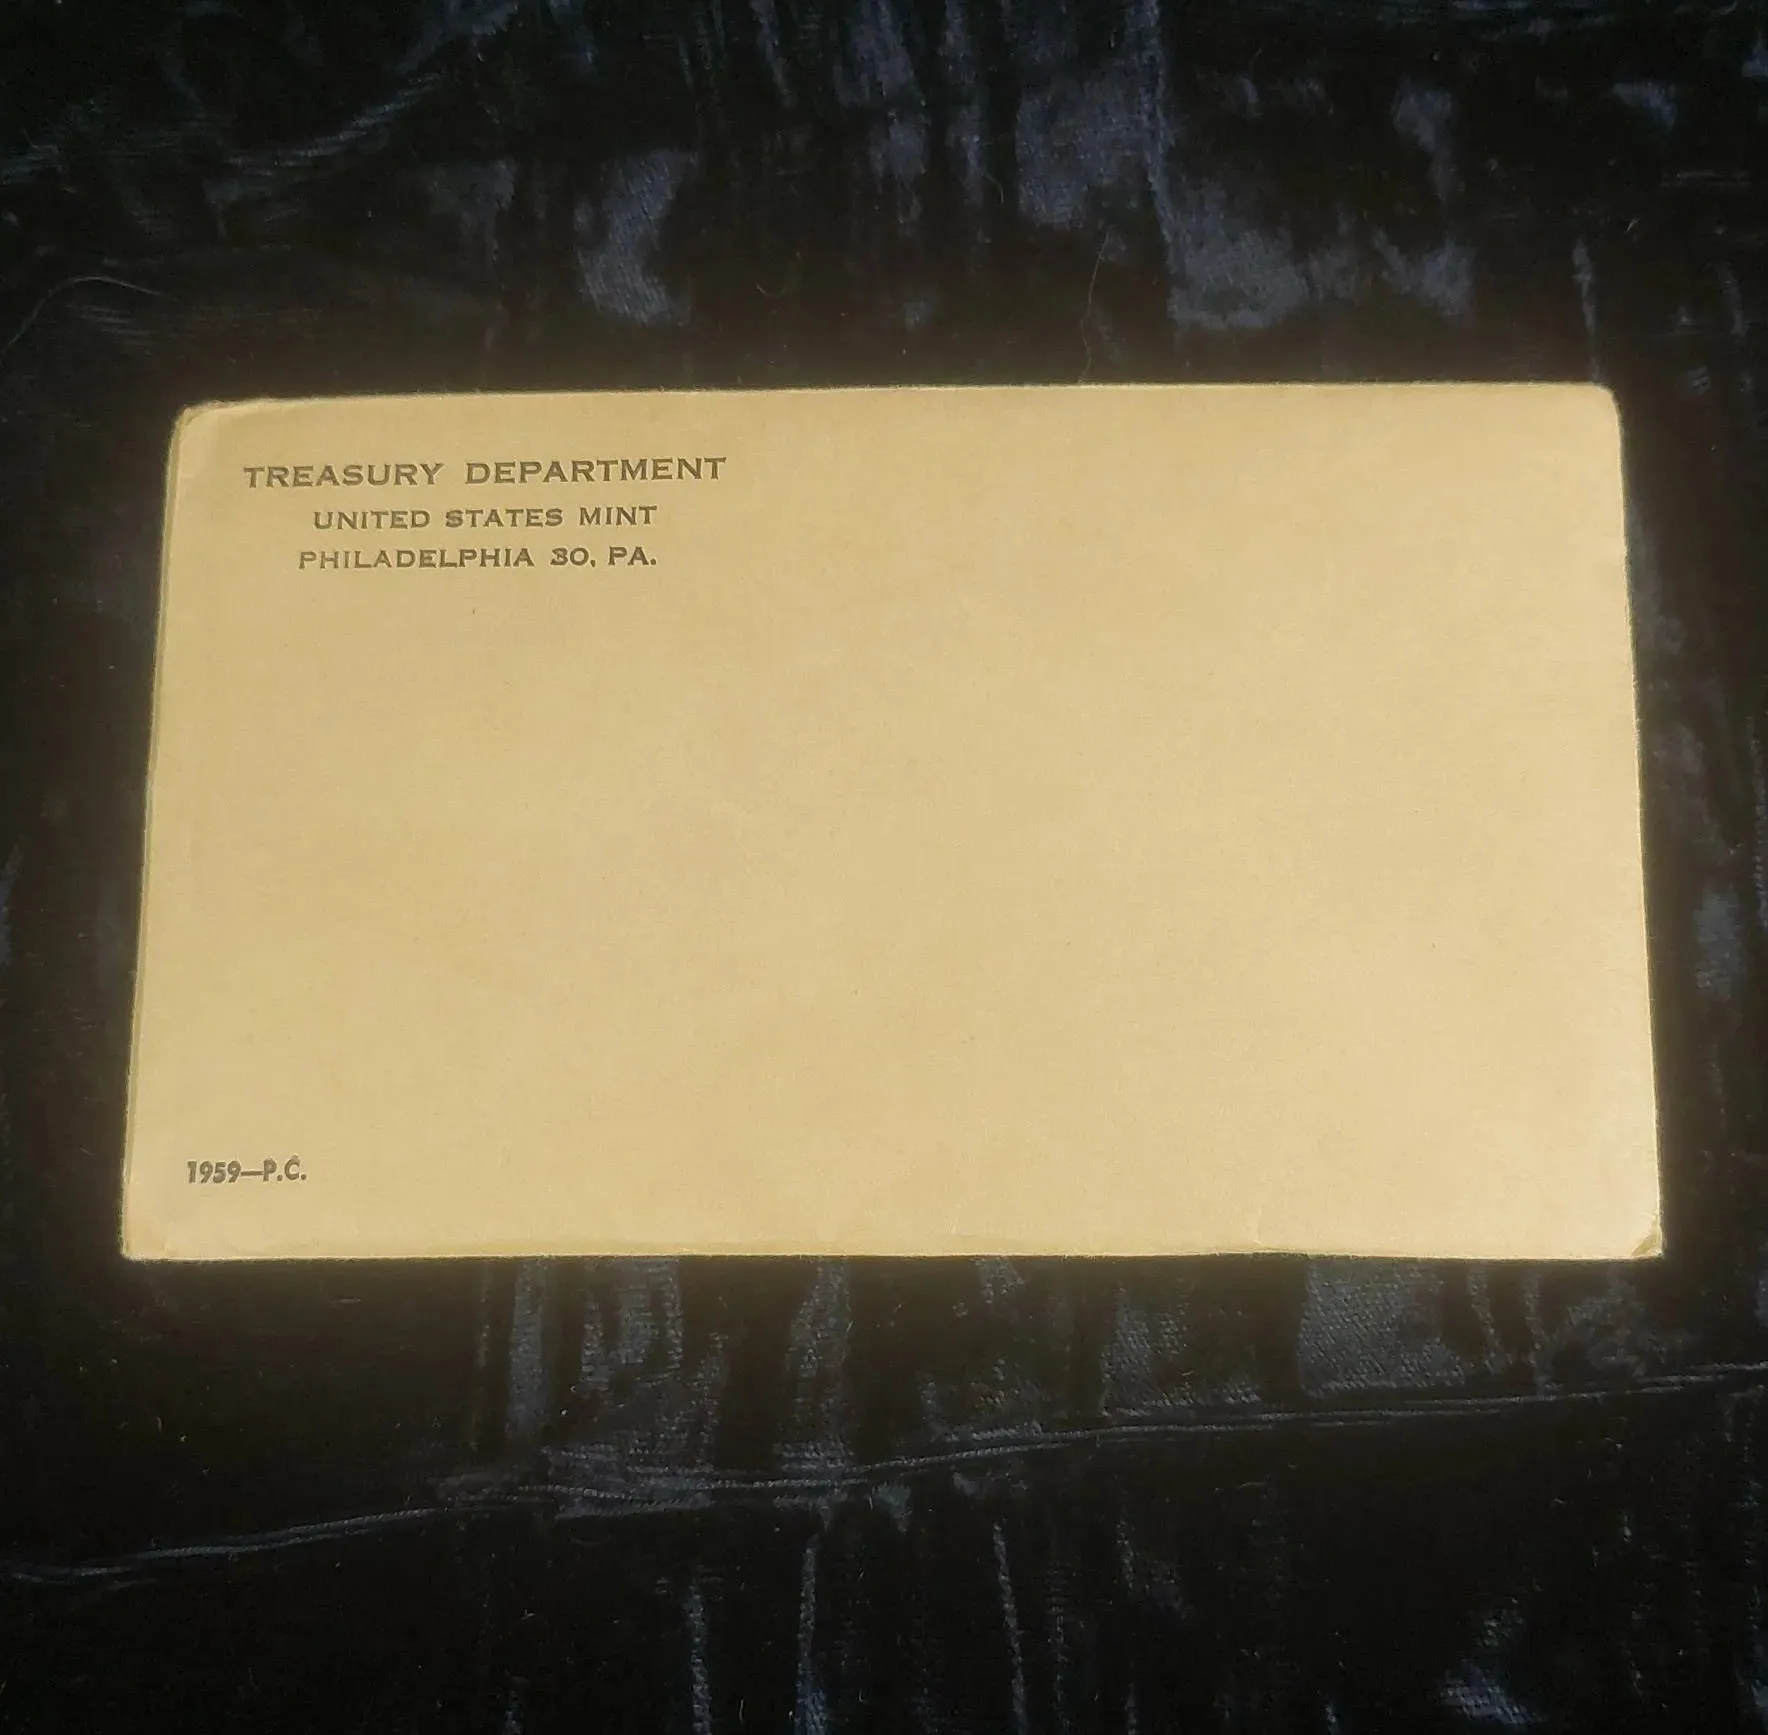 TREASURY DEPARTMENT
UNITED STATES MINT
PHILADELPHIA 30, PA.
1959—P.C.